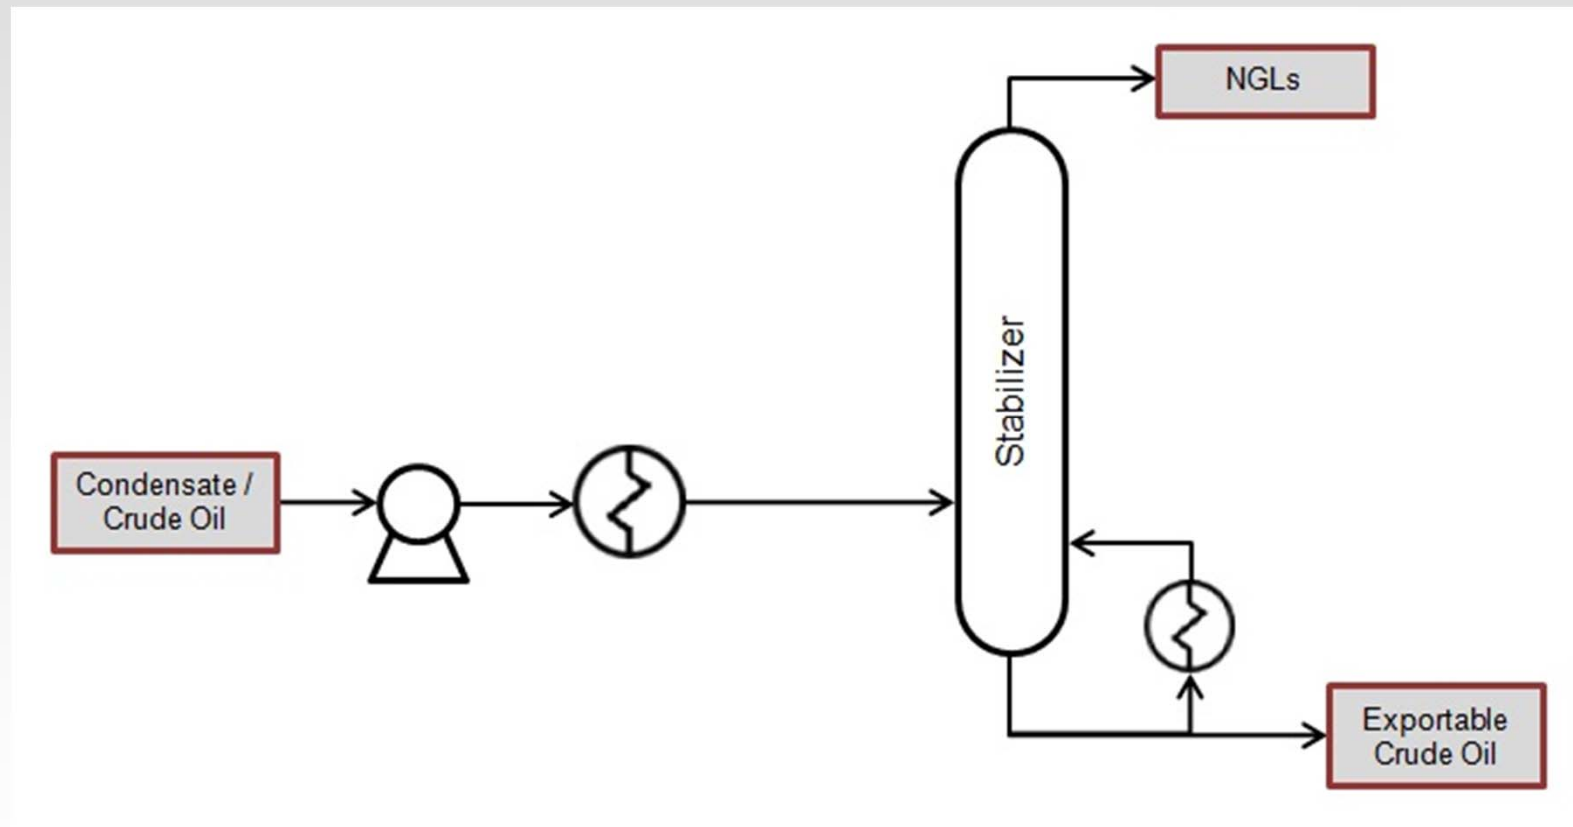 NGLs
Stabilizer
Condensate /
Crude Oil
Exportable
Crude Oil